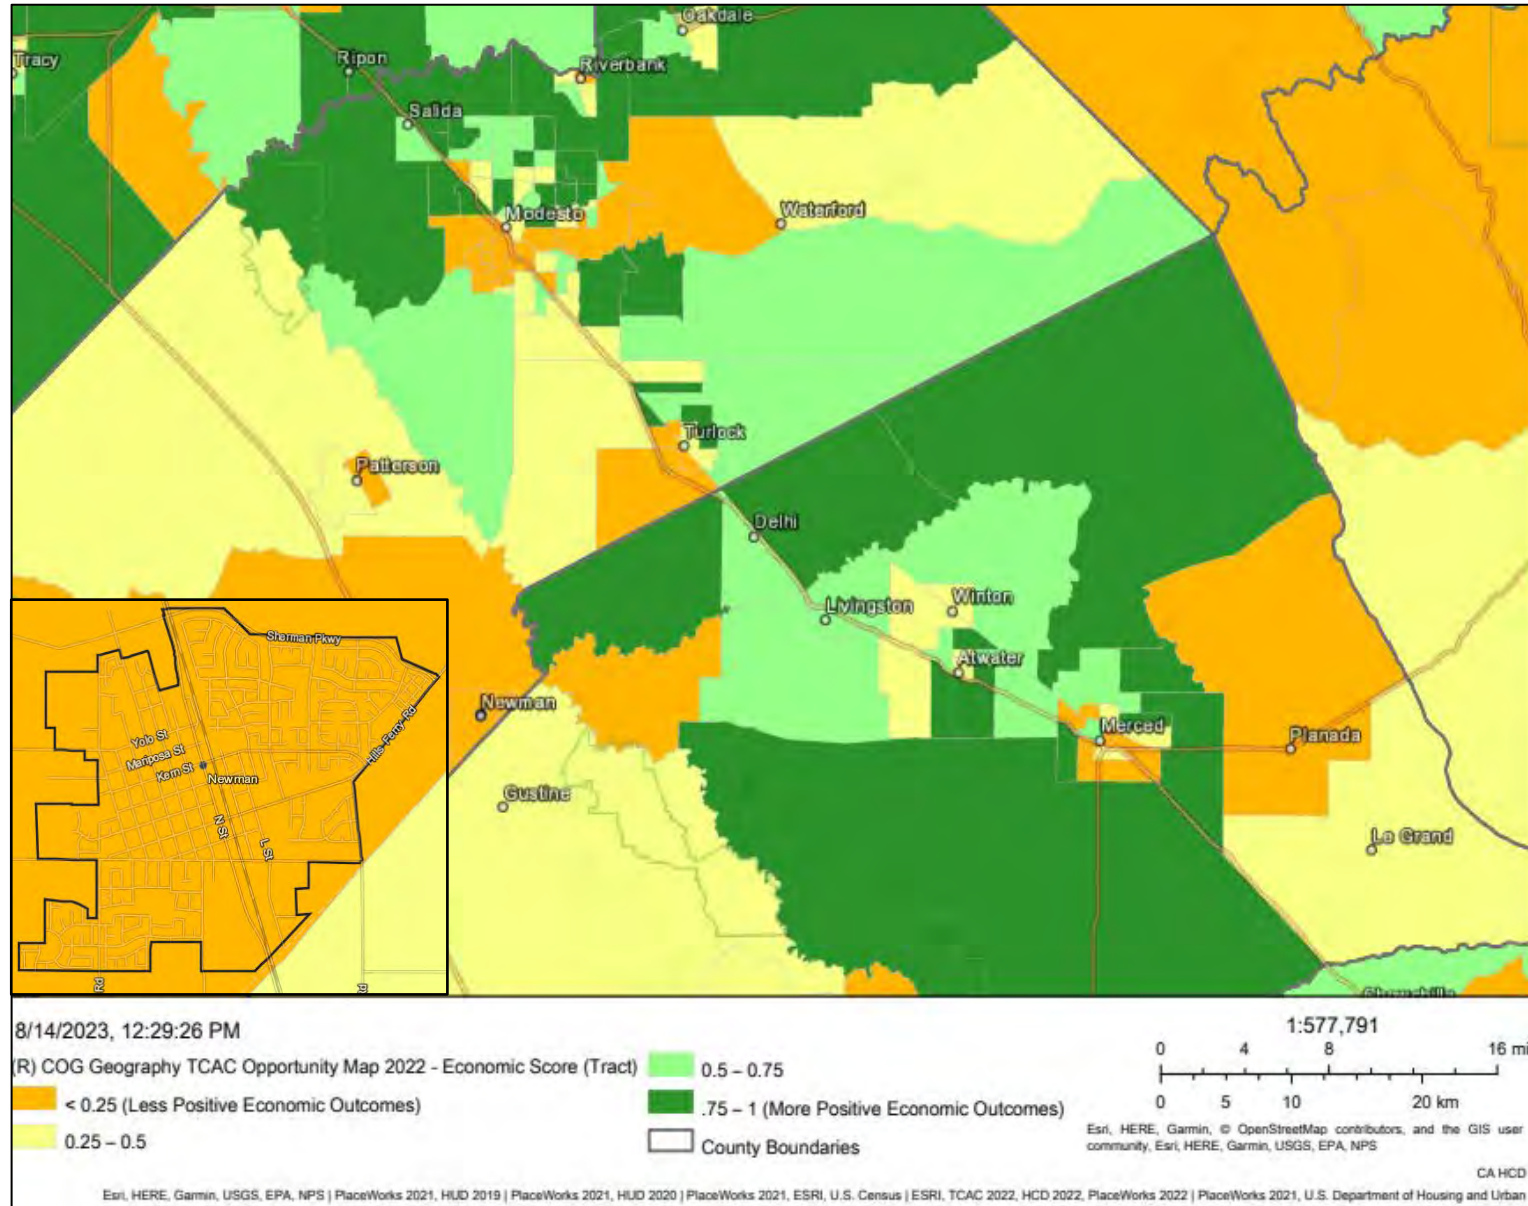 Oakdale
Tracy
Ripon
Riverbank
Salida
Modesto
Waterford
Turlock
Patterson
Delhi
Livingston
Winton
Atwater
Newman
Merced
Planada
Gustine
Le Grand
Chowchilla
Sherman Pkwy
Hills-Ferry-Rd
Yolo St
Mariposa St
Kern St
Newman
N St
L St
Rd
8/14/2023, 12:29:26 PM
(R) COG Geography TCAC Opportunity Map 2022 - Economic Score (Tract)
< 0.25 (Less Positive Economic Outcomes)
0.25 – 0.5
0.5 – 0.75
.75 – 1 (More Positive Economic Outcomes)
County Boundaries
1:577,791
0 4 8 16 mi
0 5 10 20 km
Esri, HERE, Garmin, © OpenStreetMap contributors, and the GIS user
community, Esri, HERE, Garmin, USGS, EPA, NPS
CA HCD
Esri, HERE, Garmin, USGS, EPA, NPS | PlaceWorks 2021, HUD 2019 | PlaceWorks 2021, HUD 2020 | PlaceWorks 2021, ESRI, U.S. Census | ESRI, TCAC 2022, HCD 2022, PlaceWorks 2022 | PlaceWorks 2021, U.S. Department of Housing and Urban